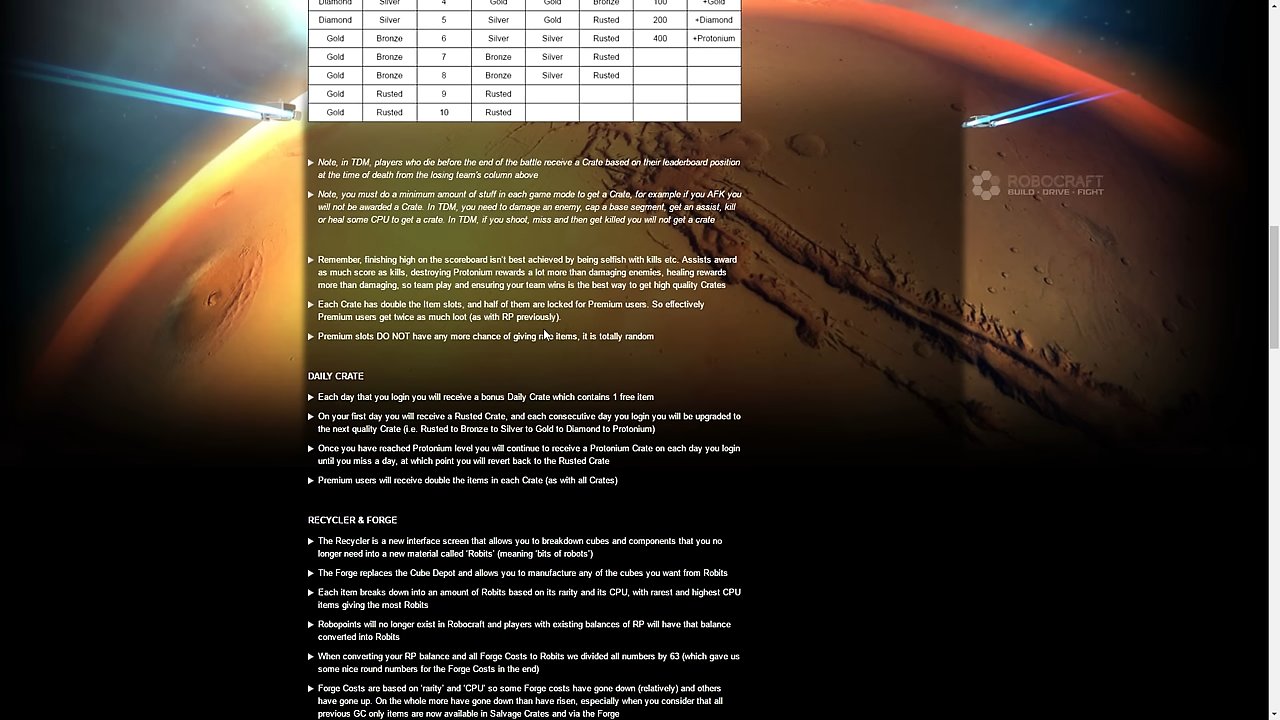 Diamond Silver 4 Gold Gold Bronze 100 +Gold
Diamond Silver 5 Silver Gold Rusted 200 +Diamond
Gold Bronze 6 Silver Silver Rusted 400 +Protonium
Gold Bronze 7 Bronze Silver Rusted
Gold Bronze 8 Bronze Silver Rusted
Gold Rusted 9 Rusted
Gold Rusted 10 Rusted
Note, in TDM, players who die before the end of the battle receive a Crate based on their leaderboard position
at the time of death from the losing team's column above
Note, you must do a minimum amount of stuff in each game mode to get a Crate, for example if you AFK you
will not be awarded a Crate. In TDM, you need to damage an enemy, cap a base segment, get an assist, kill
or heal some CPU to get a crate. In TDM, if you shoot, miss and then get killed you will not get a crate
ROBOCRAFT
BUILD • DRIVE • FIGHT
Remember, finishing high on the scoreboard isn't best achieved by being selfish with kills etc. Assists award
as much score as kills, destroying Protonium rewards a lot more than damaging enemies, healing rewards
more than damaging, so team play and ensuring your team wins is the best way to get high quality Crates
Each Crate has double the Item slots, and half of them are locked for Premium users. So effectively
Premium users get twice as much loot (as with RP previously).
Premium slots DO NOT have any more chance of giving items, it is totally random
DAILY CRATE
Each day that you login you will receive a bonus Daily Crate which contains 1 free item
On your first day you will receive a Rusted Crate, and each consecutive day you login you will be upgraded to
the next quality Crate (i.e. Rusted to Bronze to Silver to Gold to Diamond to Protonium)
Once you have reached Protonium level you will continue to receive a Protonium Crate on each day you login
until you miss a day, at which point you will revert back to the Rusted Crate
Premium users will receive double the items in each Crate (as with all Crates)
RECYCLER & FORGE
The Recycler is a new interface screen that allows you to breakdown cubes and components that you no
longer need into a new material called 'Robits' (meaning 'bits of robots')
The Forge replaces the Cube Depot and allows you to manufacture any of the cubes you want from Robits
Each item breaks down into an amount of Robits based on its rarity and its CPU, with rarest and highest CPU
items giving the most Robits
Robopoints will no longer exist in Robocraft and players with existing balances of RP will have that balance
converted into Robits
When converting your RP balance and all Forge Costs to Robits we divided all numbers by 63 (which gave us
some nice round numbers for the Forge Costs in the end)
Forge Costs are based on 'rarity' and 'CPU' so some Forge costs have gone down (relatively) and others
have gone up. On the whole more have gone down than have risen, especially when you consider that all
previous GC only items are now available in Salvage Crates and via the Forge